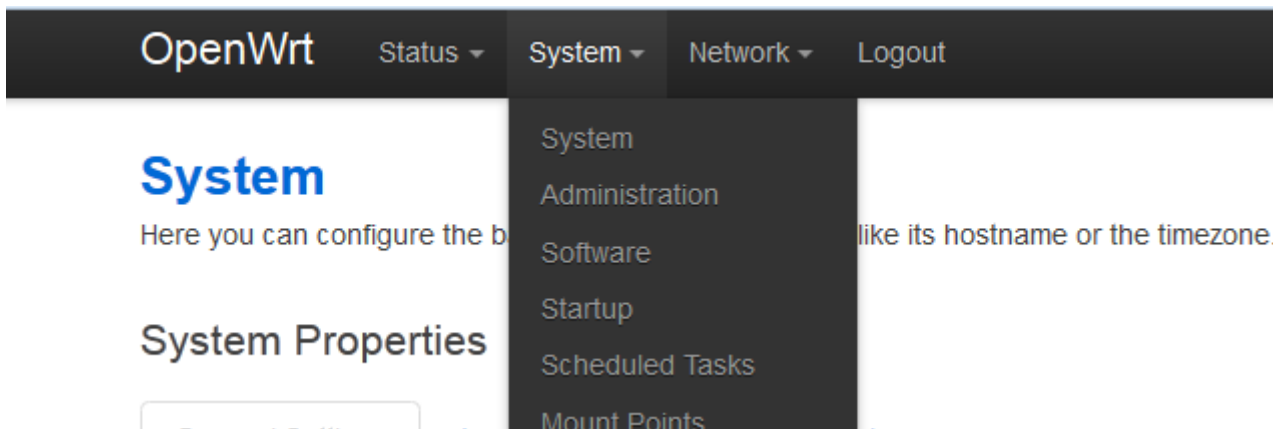 OpenWrt Status System Network Logout
System
Administration
Software
Startup
Scheduled Tasks
Mount Points
System
Here you can configure the b like its hostname or the timezone.
System Properties